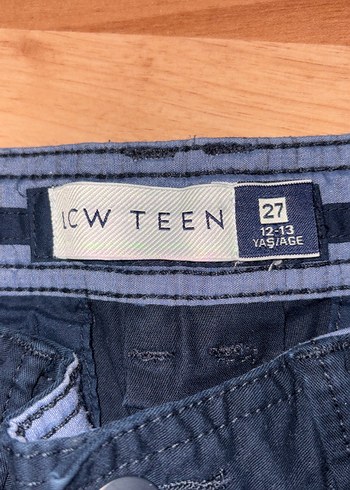 LCW TEEN
27
12-13
YAŞ/AGE